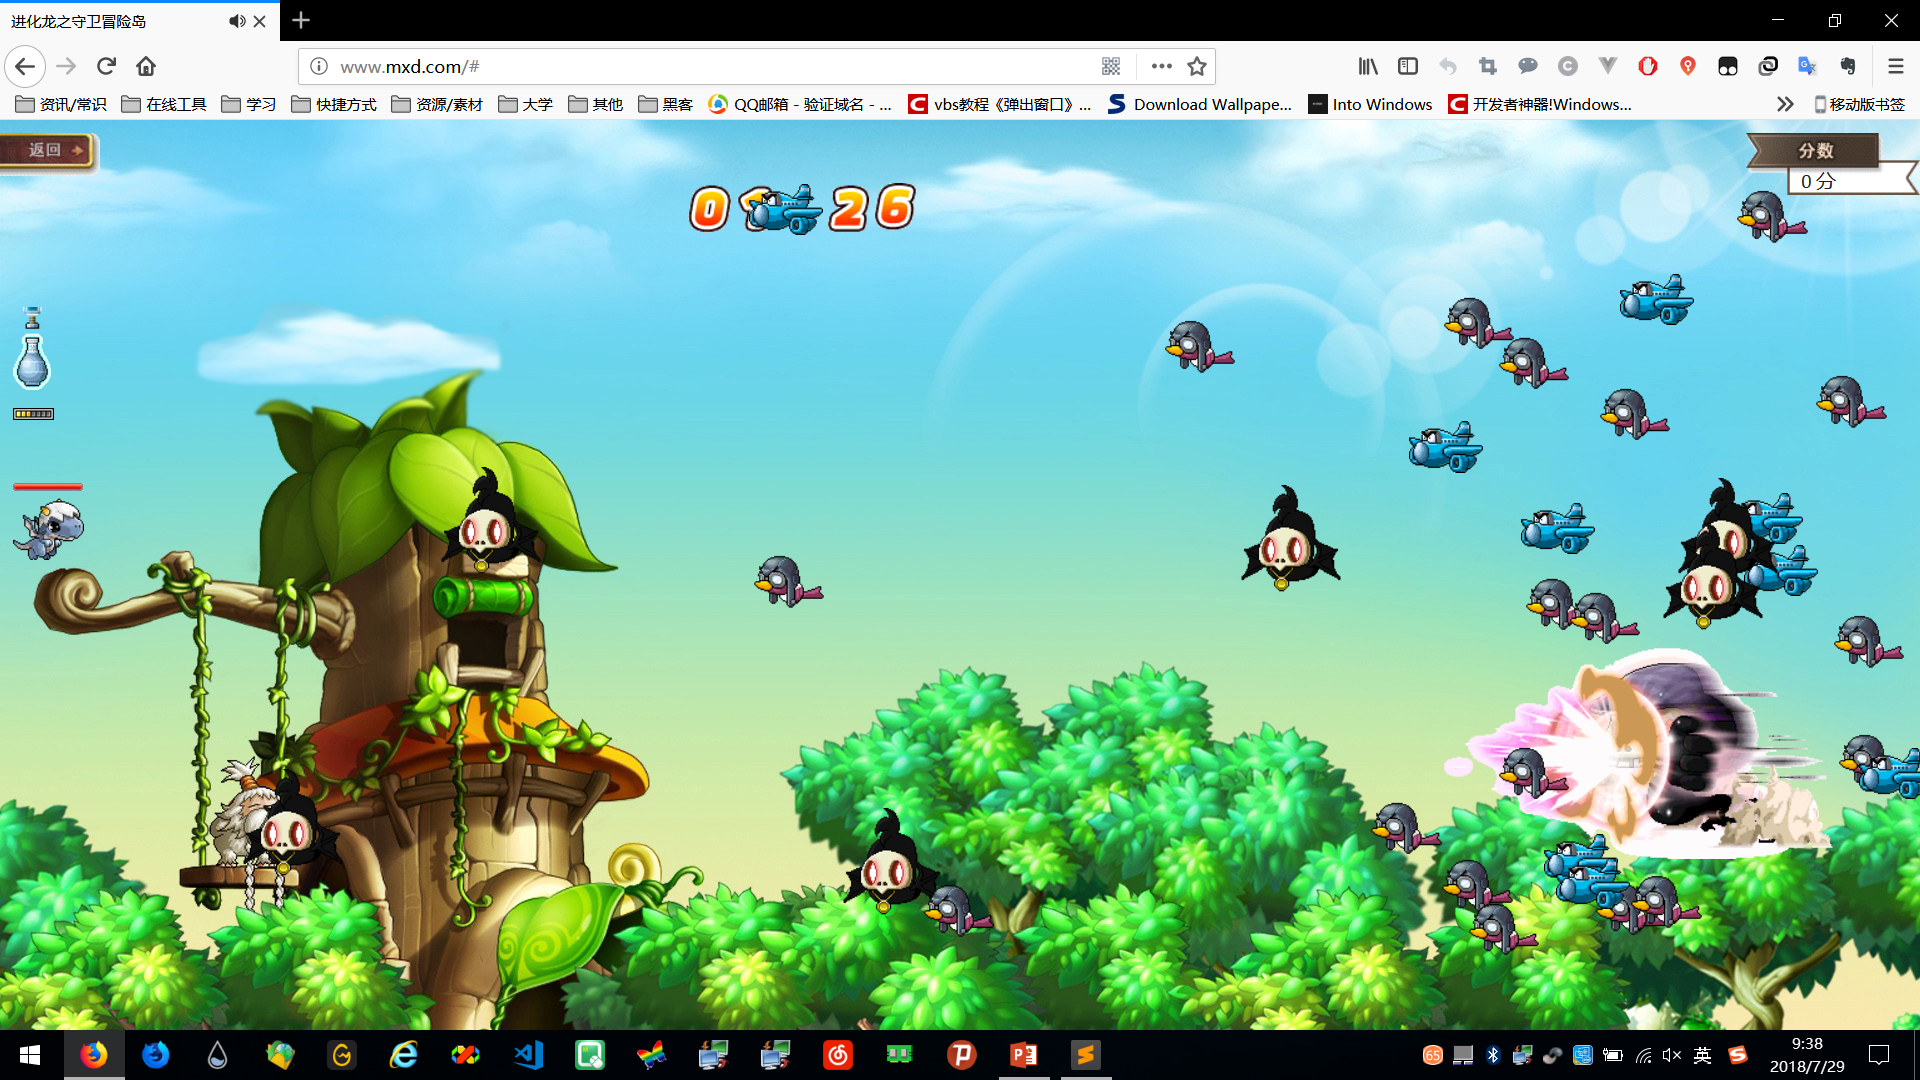 进化龙之守卫冒险岛
www.mxd.com/#
资讯/常识 在线工具 学习 快捷方式 资源/素材 大学 其他 黑客 QQ邮箱 - 验证域名 - ... vbs教程《弹出窗口》... Download Wallpape... Into Windows 开发者神器!Windows... 移动版书签
返回
分数
0 分
0 26
65 英
9:38
2018/7/29